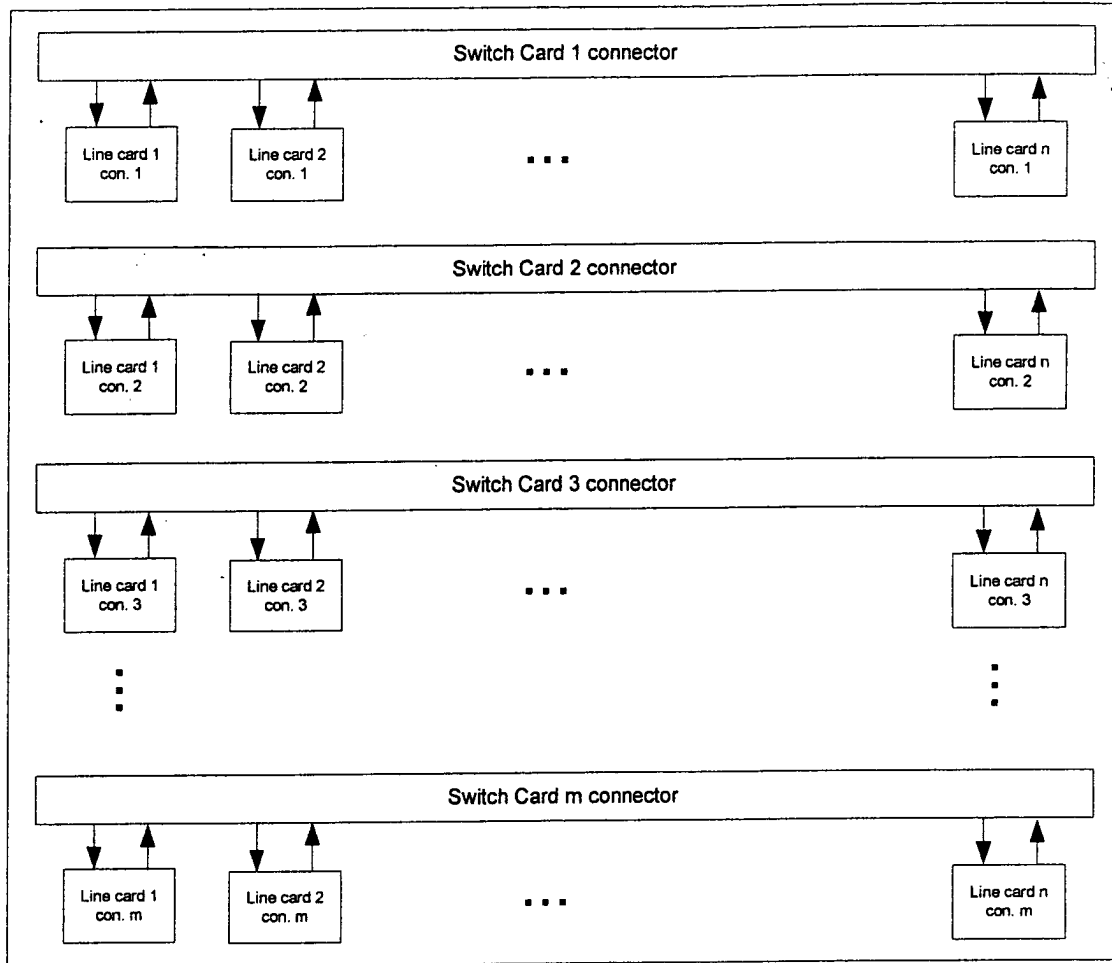 Switch Card 1 connector
Line card 1
con. 1
Line card 2
con. 1
...
Line card n
con. 1
Switch Card 2 connector
Line card 1
con. 2
Line card 2
con. 2
...
Line card n
con. 2
Switch Card 3 connector
Line card 1
con. 3
Line card 2
con. 3
...
Line card n
con. 3
Switch Card m connector
Line card 1
con. m
Line card 2
con. m
...
Line card n
con. m